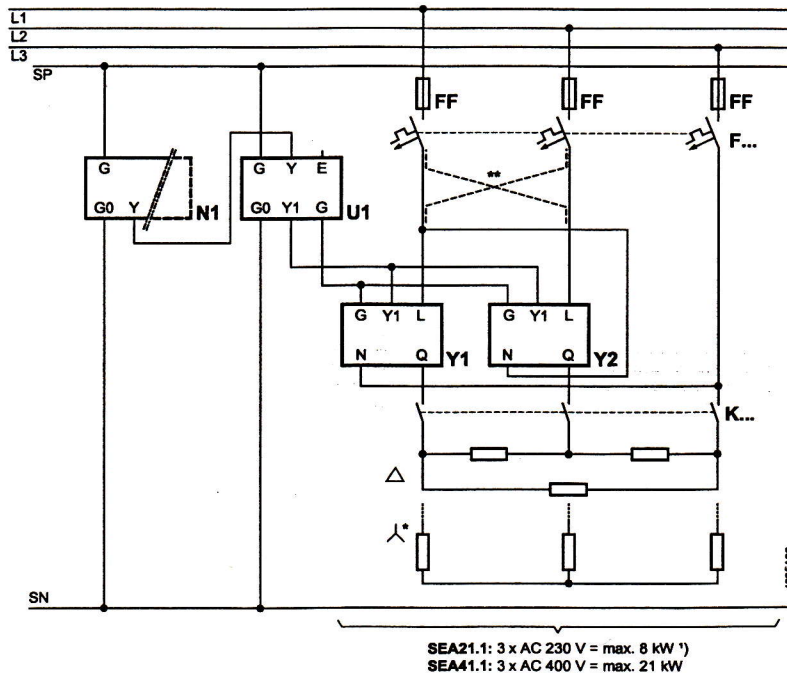 L1
L2
L3
SP
FF FF FF
F...
**
G
G0 Y
N1
G Y E
G0 Y1 G
U1
G Y1 L
N Q
Y1
G Y1 L
N Q
Y2
K...
△
*
SN
SEA21.1: 3 x AC 230 V = max. 8 kW ¹)
SEA41.1: 3 x AC 400 V = max. 21 kW